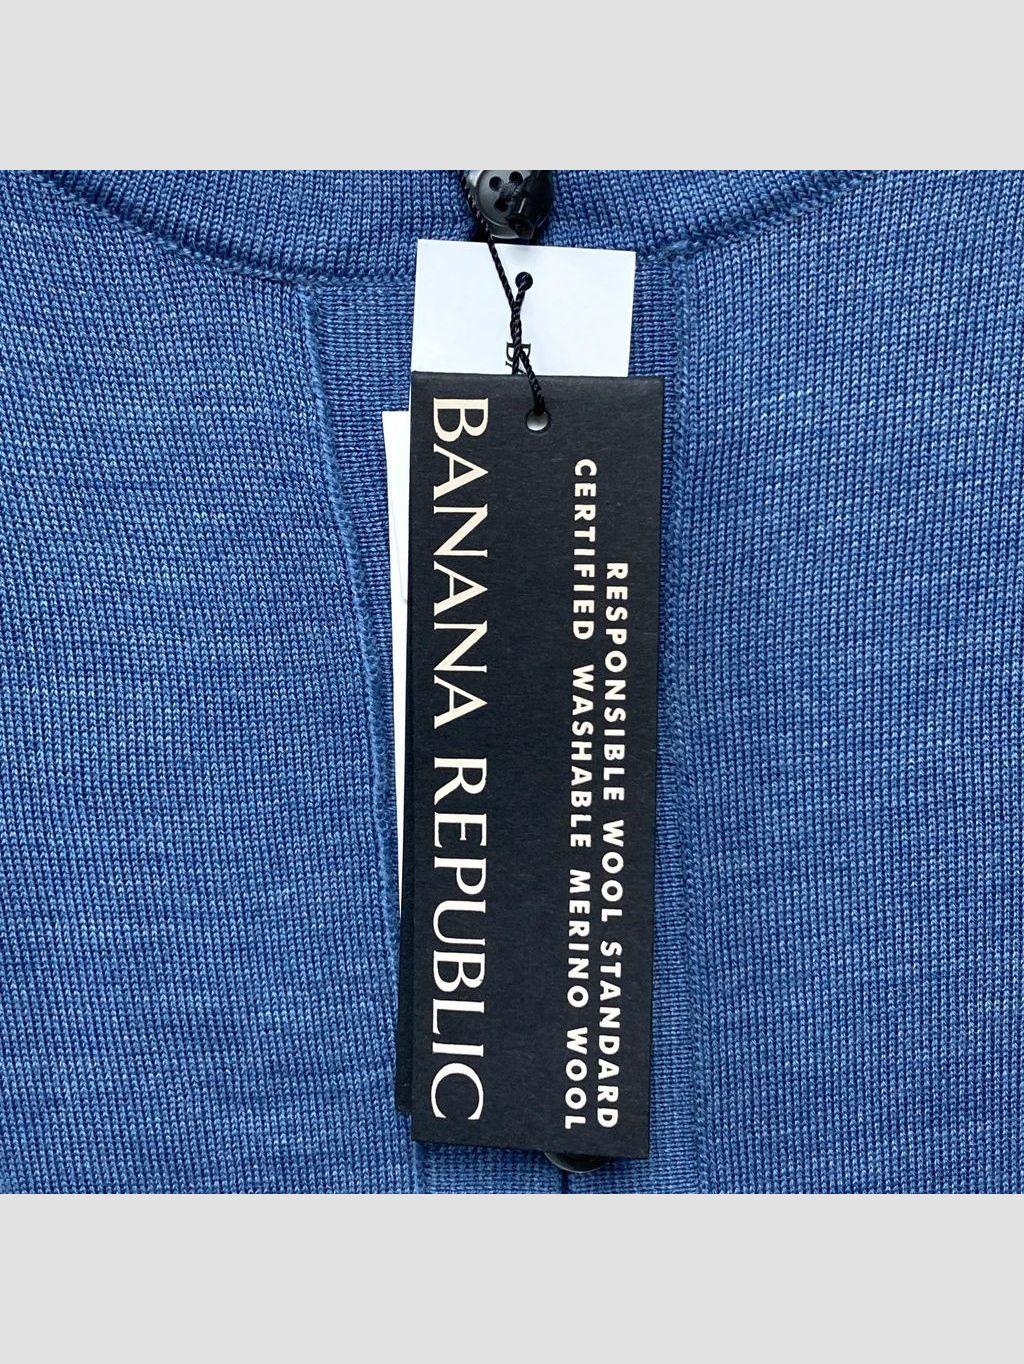 BANANA REPUBLIC
RESPONSIBLE WOOL STANDARD
CERTIFIED WASHABLE MERINO WOOL